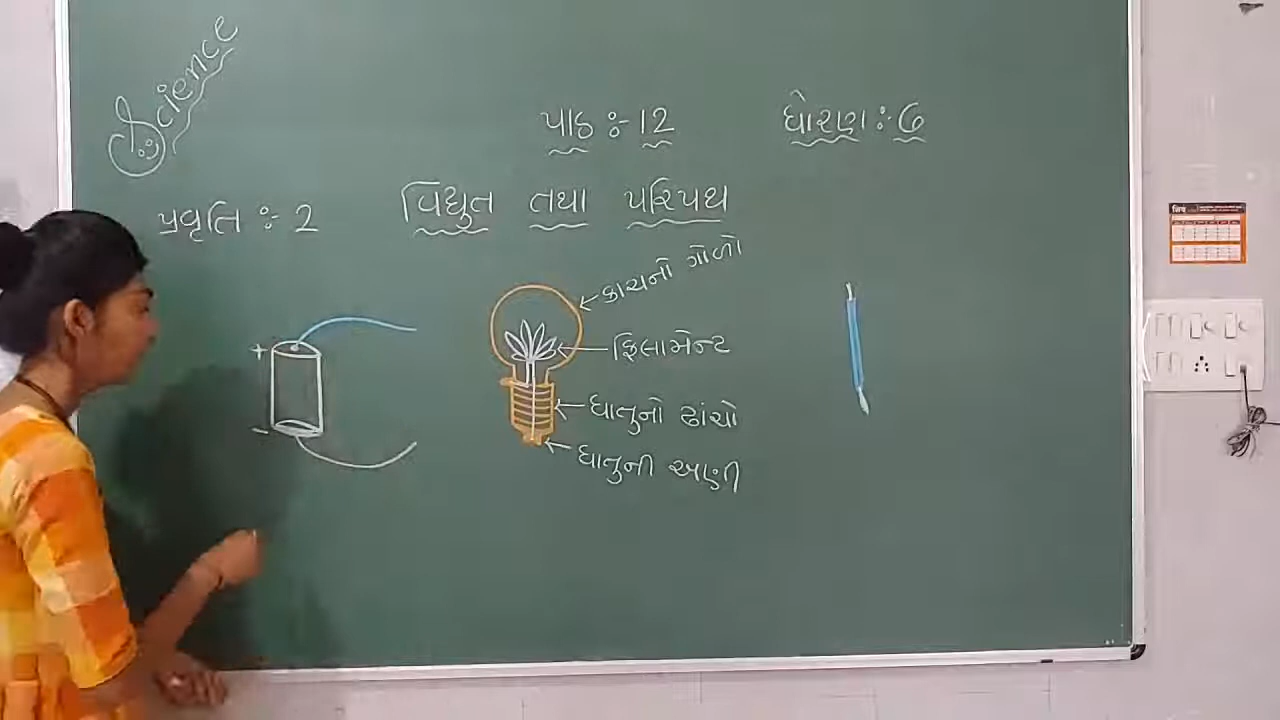 Science
પાઠ :- 12
ધોરણ :- 6
પ્રવૃતિ :- 2
વિદ્યુત તથા પરિપથ
કાચનો ગોળો
ફિલામેન્ટ
ધાતુનો ઢાંચો
ધાતુની અણી
+
-